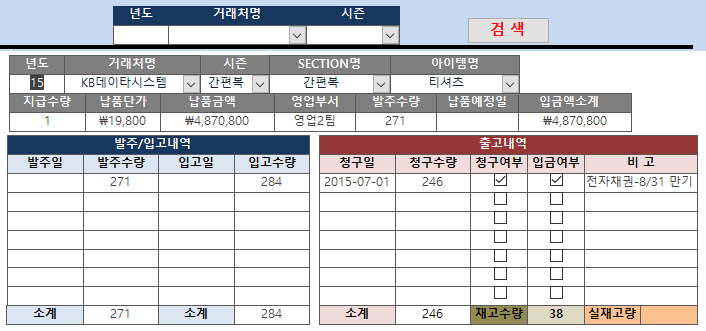 년도 거래처명 시즌
검 색
년도 거래처명 시즌 SECTION명 아이템명
15 KB데이타시스템 간편복 간편복 티셔츠
지급수량 납품단가 납품금액 영업부서 발주수량 납품예정일 입금액소계
1 ₩19,800 ₩4,870,800 영업2팀 271 ₩4,870,800
발주/입고내역 출고내역
발주일 발주수량 입고일 입고수량 청구일 청구수량 청구여부 입금여부 비 고
271 284 2015-07-01 246 전자채권-8/31 만기
소계 271 소계 284 소계 246 재고수량 38 실재고량